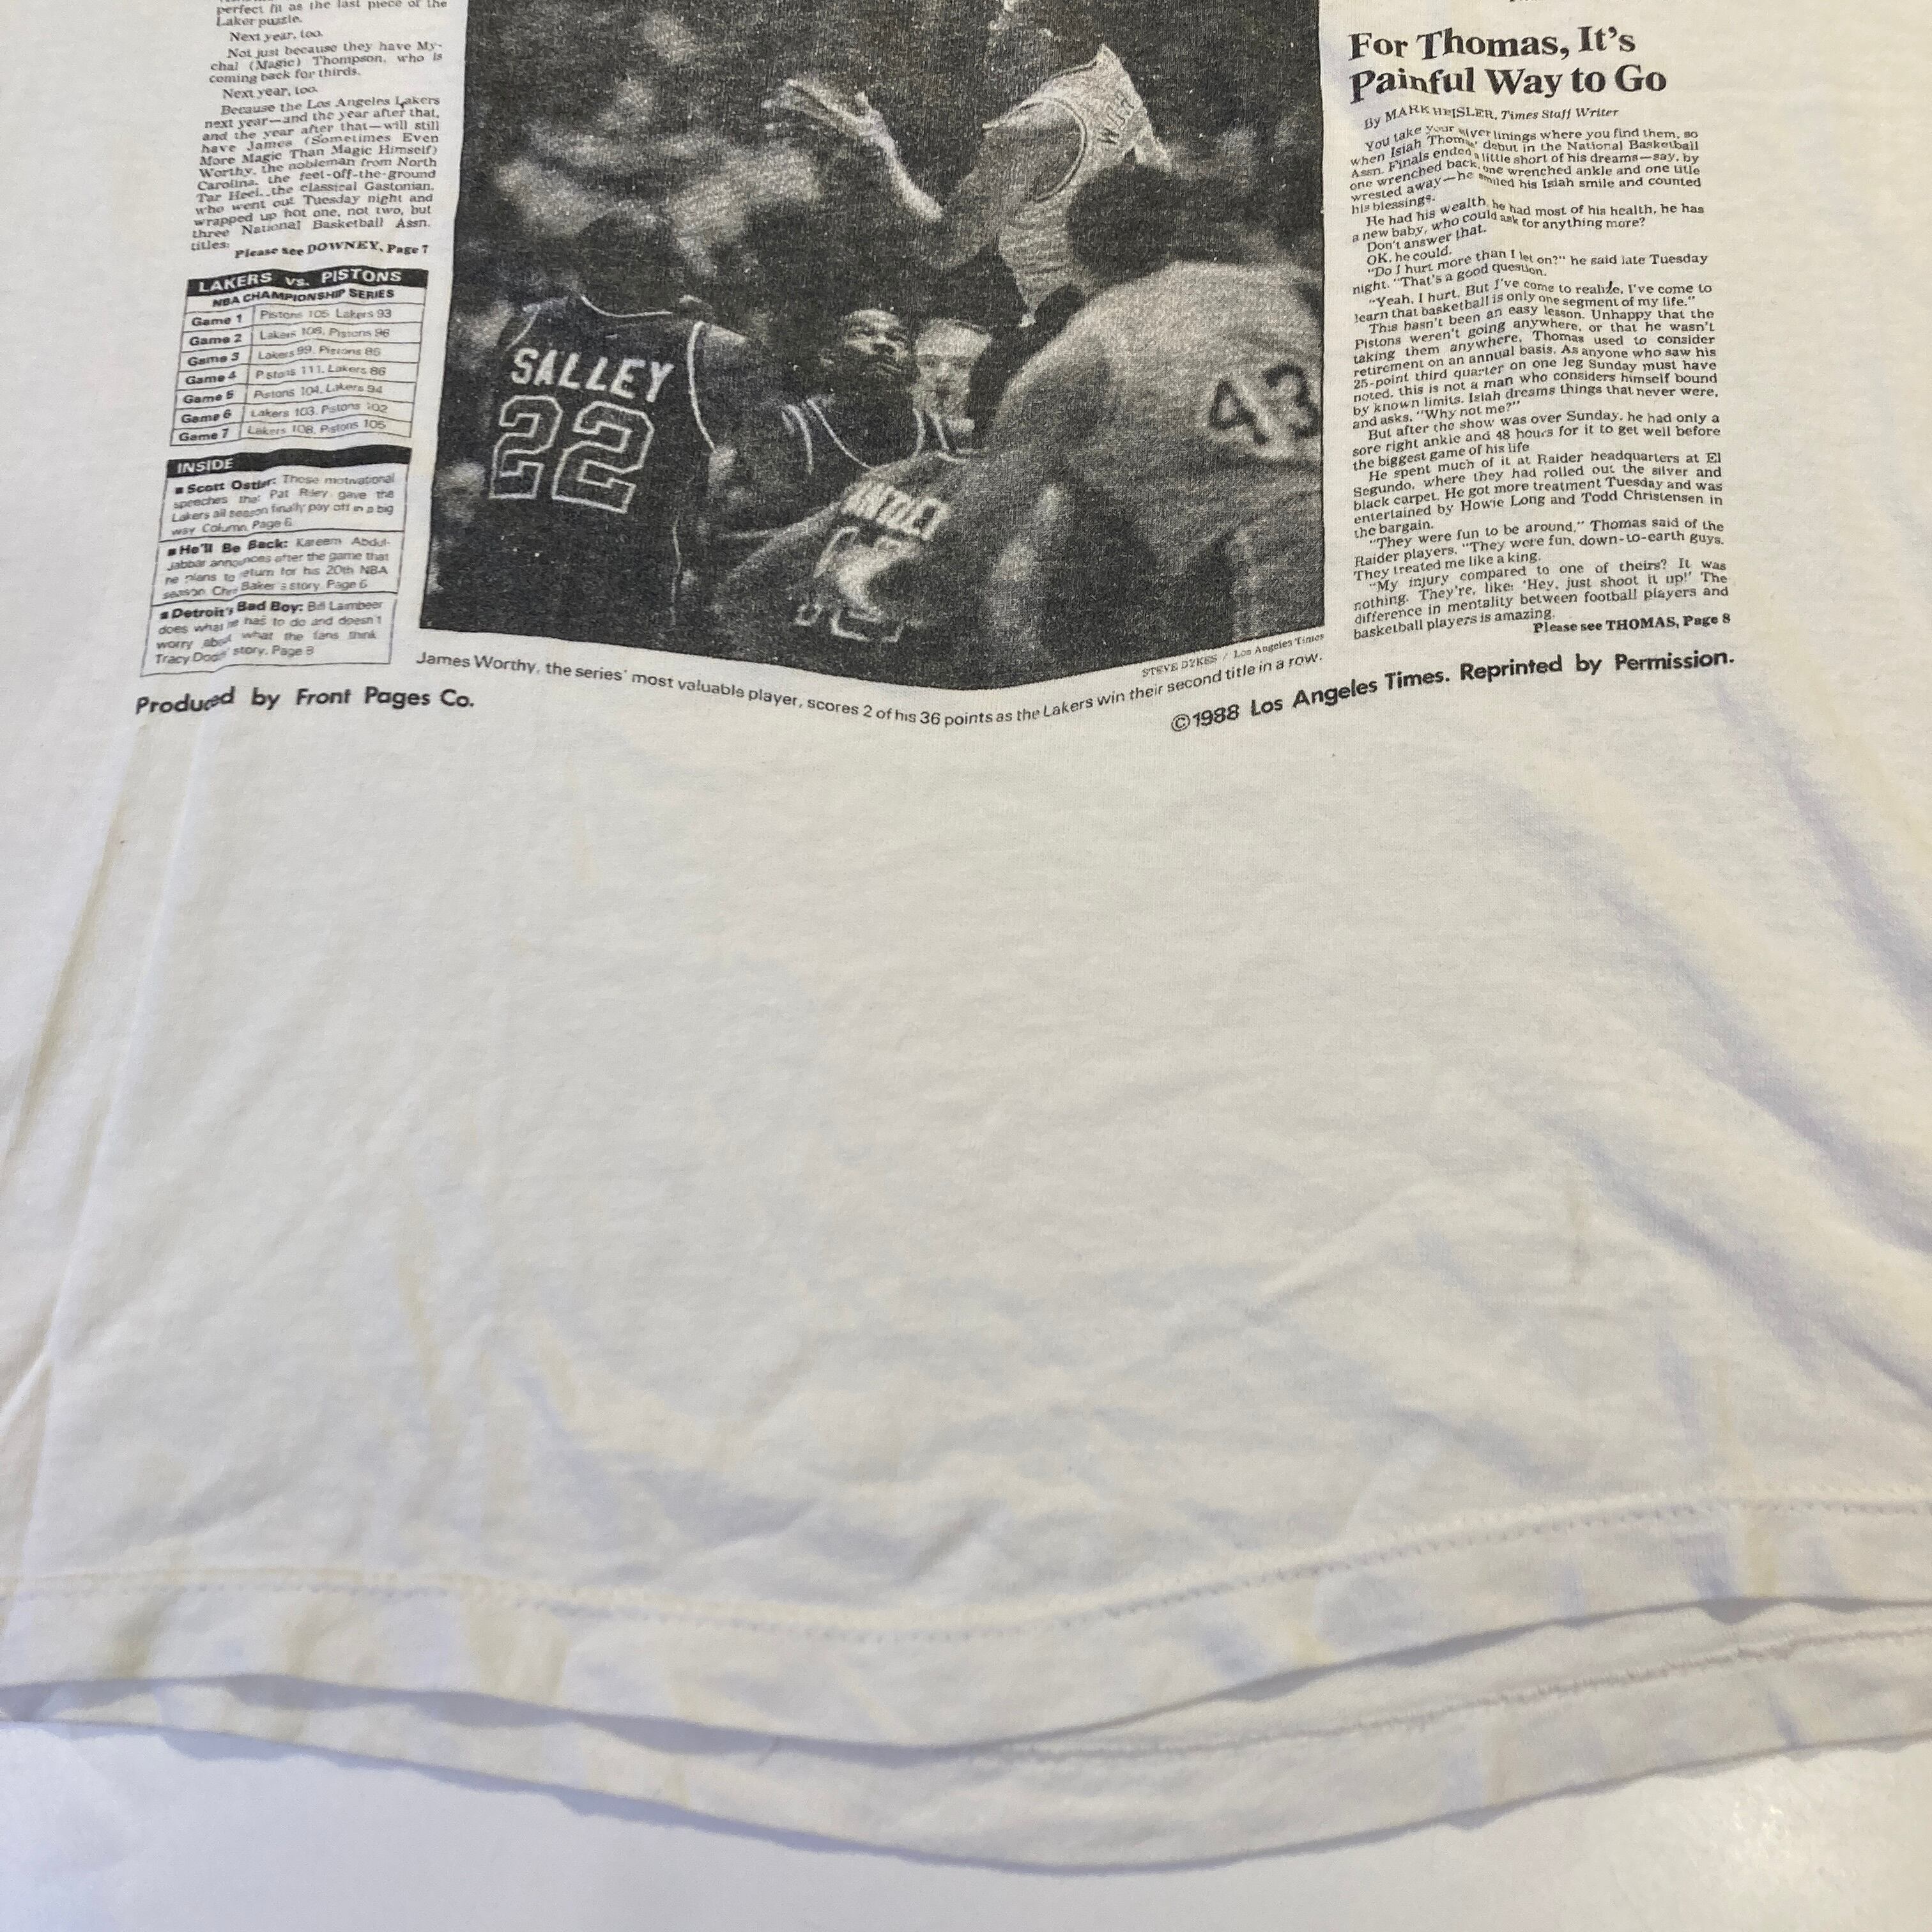 perfect fit as the last piece of the
Laker puzzle.
Next year, too.
Not just because they have My-
chal (Magic) Thompson, who is
coming back for thirds.
Next year, too.
Because the Los Angeles Lakers
next year—and the year after that,
and the year after that—will still
have James (Sometimes Even
More Magic Than Magic Himself)
Worthy, the nobleman from North
Carolina, the feet-off-the-ground
Tar Heel, the classical Gastonian,
who went out Tuesday night and
wrapped up not one, not two, but
three National Basketball Assn.
titles.
Please see DOWNEY, Page 7
LAKERS vs. PISTONS
NBA CHAMPIONSHIP SERIES
Game 1 Pistons 105, Lakers 93
Game 2 Lakers 108, Pistons 96
Game 3 Lakers 99, Pistons 86
Game 4 Pistons 111, Lakers 86
Game 5 Pistons 104, Lakers 94
Game 6 Lakers 103, Pistons 102
Game 7 Lakers 108, Pistons 105
INSIDE
■ Scott Ostler: Those motivational
speeches that Pat Riley gave the
Lakers all season finally pay off in a big
way. Column, Page 6
■ He'll Be Back: Kareem Abdul-
Jabbar announces after the game that
he plans to return for his 20th NBA
season. Chris Baker's story, Page 6
■ Detroit's Bad Boy: Bill Laimbeer
does what he has to do and doesn't
worry about what the fans think.
Tracy Dodds' story, Page 8
Produced by Front Pages Co.
SALLEY
22
43
STEVE DYKES / Los Angeles Times
James Worthy, the series' most valuable player, scores 2 of his 36 points as the Lakers win their second title in a row.
For Thomas, It's
Painful Way to Go
By MARK HEISLER, Times Staff Writer
You take your silver linings where you find them, so
when Isiah Thomas' debut in the National Basketball
Assn. Finals ended a little short of his dreams—say, by
one wrenched back, one wrenched ankle and one title
wrested away—he smiled his Isiah smile and counted
his blessings.
He had his wealth, he had most of his health, he has
a new baby, who could ask for anything more?
Don't answer that.
OK, he could.
"Do I hurt more than I let on?" he said late Tuesday
night. "That's a good question.
"Yeah, I hurt. But I've come to realize, I've come to
learn that basketball is only one segment of my life."
This hasn't been an easy lesson. Unhappy that the
Pistons weren't going anywhere, or that he wasn't
taking them anywhere, Thomas used to consider
retirement on an annual basis. As anyone who saw his
25-point third quarter on one leg Sunday must have
noted, this is not a man who considers himself bound
by known limits. Isiah dreams things that never were,
and asks, "Why not me?"
But after the show was over Sunday, he had only a
sore right ankle and 48 hours for it to get well before
the biggest game of his life
He spent much of it at Raider headquarters at El
Segundo, where they had rolled out the silver and
black carpet. He got more treatment Tuesday and was
entertained by Howie Long and Todd Christensen in
the bargain.
"They were fun to be around," Thomas said of the
Raider players. "They were fun, down-to-earth guys.
They treated me like a king.
"My injury compared to one of theirs? It was
nothing. They're, like: 'Hey, just shoot it up!' The
difference in mentality between football players and
basketball players is amazing.
Please see THOMAS, Page 8
©1988 Los Angeles Times. Reprinted by Permission.